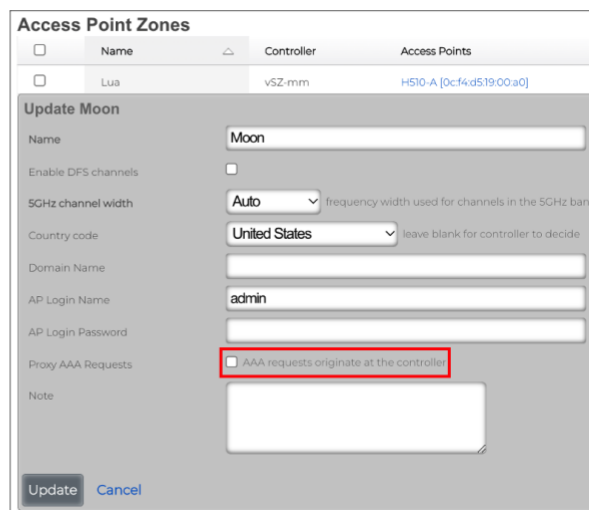 Access Point Zones
Name Controller Access Points
Lua vSZ-mm H510-A [0c:f4:d5:19:00:a0]
Update Moon
Name Moon
Enable DFS channels
5GHz channel width Auto frequency width used for channels in the 5GHz ban
Country code United States leave blank for controller to decide
Domain Name
AP Login Name admin
AP Login Password
Proxy AAA Requests AAA requests originate at the controller
Note
Update Cancel